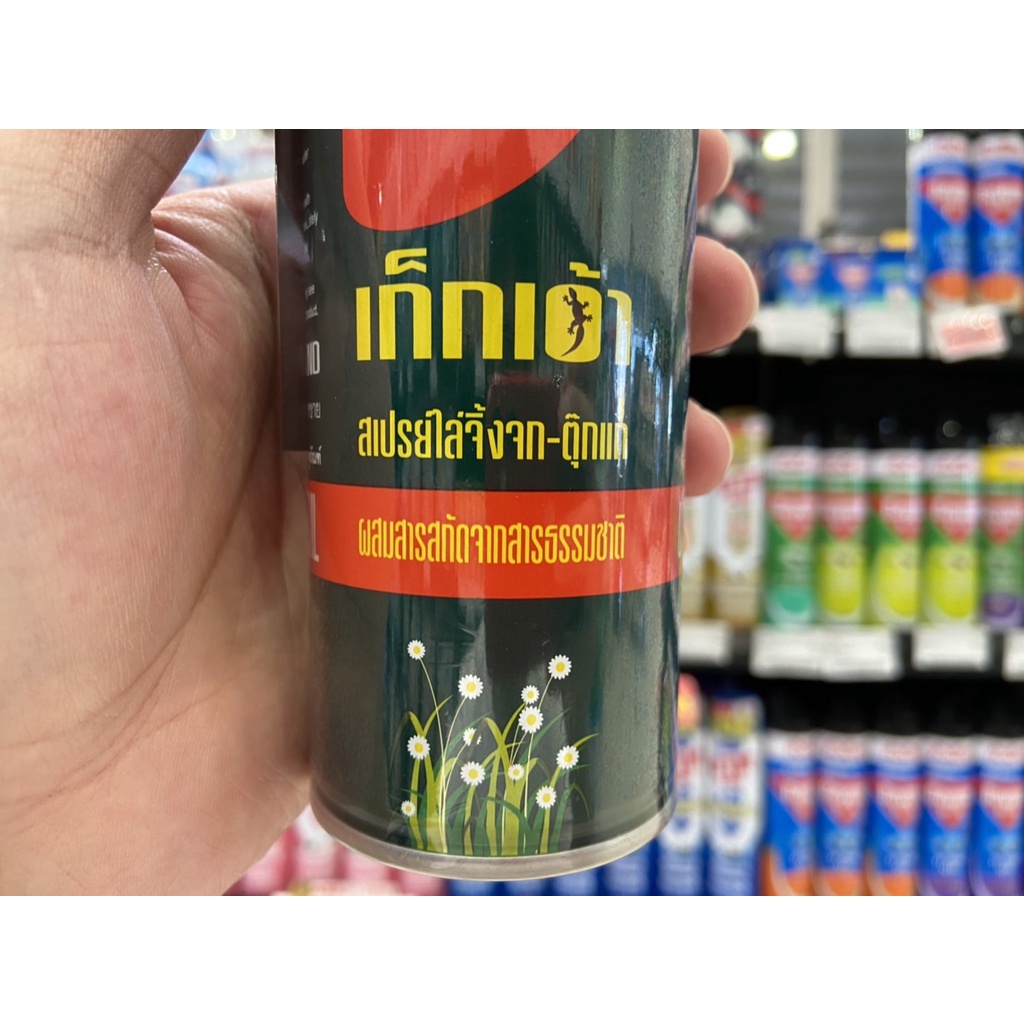 เก็กเอ้า
สเปรย์ไล่จิ้งจก-ตุ๊กแก
ผสมสารสกัดจากสารธรรมชาติ